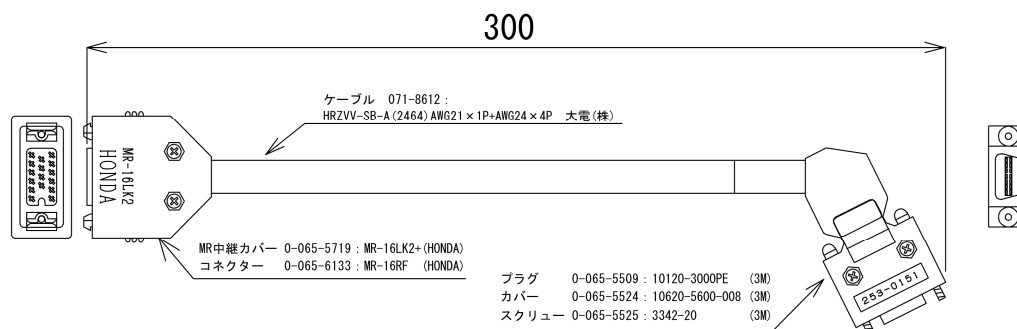 300
ケーブル 071-8612 :
HRZVV-SB-A(2464)AWG21×1P+AWG24×4P 大電(株)
MR-16LK2
HONDA
MR中継カバー 0-065-5719 : MR-16LK2+(HONDA)
コネクター 0-065-6133 : MR-16RF (HONDA)
プラグ 0-065-5509 : 10120-3000PE (3M)
カバー 0-065-5524 : 10620-5600-008 (3M)
スクリュー 0-065-5525 : 3342-20 (3M)
253-0151